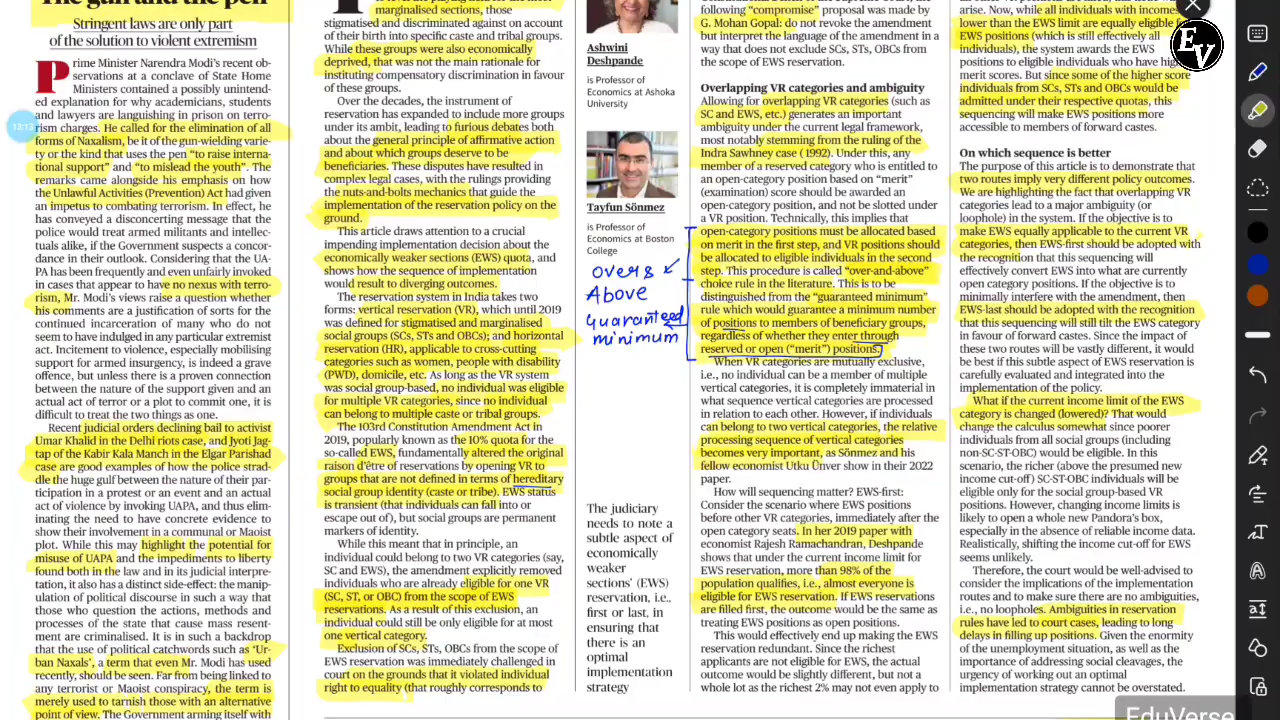 The gun and the pen
Stringent laws are only part
of the solution to violent extremism
Prime Minister Narendra Modi's recent ob-
servations at a conclave of State Home
Ministers contained a possibly unintend-
ed explanation for why academicians, students
and lawyers are languishing in prison on terro-
rism charges. He called for the elimination of all
forms of Naxalism, be it of the gun-wielding varie-
ty or the kind that uses the pen "to raise interna-
tional support" and "to mislead the youth". The
remarks came alongside his emphasis on how
the Unlawful Activities (Prevention) Act had given
an impetus to combating terrorism. In effect, he
has conveyed a disconcerting message that the
police would treat armed militants and intellec-
tuals alike, if the Government suspects a concor-
dance in their outlook. Considering that the UA-
PA has been frequently and even unfairly invoked
in cases that appear to have no nexus with terro-
rism, Mr. Modi's views raise a question whether
his comments are a justification of sorts for the
continued incarceration of many who do not
seem to have indulged in any particular extremist
act. Incitement to violence, especially mobilising
support for armed insurgency, is indeed a grave
offence, but unless there is a proven connection
between the nature of the support given and an
actual act of terror or a plot to commit one, it is
difficult to treat the two things as one.
Recent judicial orders declining bail to activist
Umar Khalid in the Delhi riots case, and Jyoti Jag-
tap of the Kabir Kala Manch in the Elgar Parishad
case are good examples of how the police strad-
dle the huge gulf between the nature of their par-
ticipation in a protest or an event and an actual
act of violence by invoking UAPA, and thus elim-
inating the need to have concrete evidence to
show their involvement in a communal or Maoist
plot. While this may highlight the potential for
misuse of UAPA and the impediments to liberty
found both in the law and in its judicial interpre-
tation, it also has a distinct side-effect: the manip-
ulation of political discourse in such a way that
those who question the actions, methods and
processes of the state that cause mass resent-
ment are criminalised. It is in such a backdrop
that the use of political catchwords such as 'Ur-
ban Naxals', a term that even Mr. Modi has used
recently, should be seen. Far from being linked to
any terrorist or Maoist conspiracy, the term is
merely used to tarnish those with an alternative
point of view. The Government arming itself with
13:13
marginalised sections, those
stigmatised and discriminated against on account
of their birth into specific caste and tribal groups.
While these groups were also economically
deprived, that was not the main rationale for
instituting compensatory discrimination in favour
of these groups.
Over the decades, the instrument of
reservation has expanded to include more groups
under its ambit, leading to furious debates both
about the general principle of affirmative action
and about which groups deserve to be
beneficiaries. These disputes have resulted in
complex legal cases, with the rulings providing
the nuts-and-bolts mechanics that guide the
implementation of the reservation policy on the
ground.
This article draws attention to a crucial
impending implementation decision about the
economically weaker sections (EWS) quota, and
shows how the sequence of implementation
would result to diverging outcomes.
The reservation system in India takes two
forms: vertical reservation (VR), which until 2019
was defined for stigmatised and marginalised
social groups (SCs, STs and OBCs); and horizontal
reservation (HR), applicable to cross-cutting
categories such as women, people with disability
(PWD), domicile, etc. As long as the VR system
was social group-based, no individual was eligible
for multiple VR categories, since no individual
can belong to multiple caste or tribal groups.
The 103rd Constitution Amendment Act in
2019, popularly known as the 10% quota for the
so-called EWS, fundamentally altered the original
raison d'être of reservations by opening VR to
groups that are not defined in terms of hereditary
social group identity (caste or tribe). EWS status
is transient (that individuals can fall into or
escape out of), but social groups are permanent
markers of identity.
While this meant that in principle, an
individual could belong to two VR categories (say,
SC and EWS), the amendment explicitly removed
individuals who are already eligible for one VR
(SC, ST, or OBC) from the scope of EWS
reservations. As a result of this exclusion, an
individual could still be only eligible for at most
one vertical category.
Exclusion of SCs, STs, OBCs from the scope of
EWS reservation was immediately challenged in
court on the grounds that it violated individual
right to equality (that roughly corresponds to
Ashwini
Deshpande
is Professor of
Economics at Ashoka
University
Tayfun Sönmez
is Professor of
Economics at Boston
College
over &
Above
guaranteed
minimum
The judiciary
needs to note a
subtle aspect of
economically
weaker
sections' (EWS)
reservation, i.e.,
first or last, in
ensuring that
there is an
optimal
implementation
strategy
following "compromise" proposal was made by
G. Mohan Gopal: do not revoke the amendment
but interpret the language of the amendment in a
way that does not exclude SCs, STs, OBCs from
the scope of EWS reservation.
Overlapping VR categories and ambiguity
Allowing for overlapping VR categories (such as
SC and EWS, etc.) generates an important
ambiguity under the current legal framework,
most notably stemming from the ruling of the
Indra Sawhney case (1992). Under this, any
member of a reserved category who is entitled to
an open-category position based on "merit"
(examination) score should be awarded an
open-category position, and not be slotted under
a VR position. Technically, this implies that
open-category positions must be allocated based
on merit in the first step, and VR positions should
be allocated to eligible individuals in the second
step. This procedure is called "over-and-above"
choice rule in the literature. This is to be
distinguished from the "guaranteed minimum"
rule which would guarantee a minimum number
of positions to members of beneficiary groups,
regardless of whether they enter through
reserved or open ("merit") positions.
When VR categories are mutually exclusive,
i.e., no individual can be a member of multiple
vertical categories, it is completely immaterial in
what sequence vertical categories are processed
in relation to each other. However, if individuals
can belong to two vertical categories, the relative
processing sequence of vertical categories
becomes very important, as Sönmez and his
fellow economist Utku Ünver show in their 2022
paper.
How will sequencing matter? EWS-first:
Consider the scenario where EWS positions
before other VR categories, immediately after the
open category seats. In her 2019 paper with
economist Rajesh Ramachandran, Deshpande
shows that under the current income limit for
EWS reservation, more than 98% of the
population qualifies, i.e., almost everyone is
eligible for EWS reservation. If EWS reservations
are filled first, the outcome would be the same as
treating EWS positions as open positions.
This would effectively end up making the EWS
reservation redundant. Since the richest
applicants are not eligible for EWS, the actual
outcome would be slightly different, but not a
whole lot as the richest 2% may not even apply to
arise. Now, while all individuals with income
lower than the EWS limit are equally eligible for
EWS positions (which is still effectively all
individuals), the system awards the EWS
positions to eligible individuals who have high
merit scores. But since some of the higher score
individuals from SCs, STs and OBCs would be
admitted under their respective quotas, this
sequencing will make EWS positions more
accessible to members of forward castes.
On which sequence is better
The purpose of this article is to demonstrate that
two routes imply very different policy outcomes.
We are highlighting the fact that overlapping VR
categories lead to a major ambiguity (or
loophole) in the system. If the objective is to
make EWS equally applicable to the current VR
categories, then EWS-first should be adopted with
the recognition that this sequencing will
effectively convert EWS into what are currently
open category positions. If the objective is to
minimally interfere with the amendment, then
EWS-last should be adopted with the recognition
that this sequencing will still tilt the EWS category
in favour of forward castes. Since the impact of
these two routes will be vastly different, it would
be best if this subtle aspect of EWS reservation is
carefully evaluated and integrated into the
implementation of the policy.
What if the current income limit of the EWS
category is changed (lowered)? That would
change the calculus somewhat since poorer
individuals from all social groups (including
non-SC-ST-OBC) would be eligible. In this
scenario, the richer (above the presumed new
income cut-off) SC-ST-OBC individuals will be
eligible only for the social group-based VR
positions. However, changing income limits is
likely to open a whole new Pandora's box,
especially in the absence of reliable income data.
Realistically, shifting the income cut-off for EWS
seems unlikely.
Therefore, the court would be well-advised to
consider the implications of the implementation
routes and to make sure there are no ambiguities,
i.e., no loopholes. Ambiguities in reservation
rules have led to court cases, leading to long
delays in filling up positions. Given the enormity
of the unemployment situation, as well as the
importance of addressing social cleavages, the
urgency of working out an optimal
implementation strategy cannot be overstated.
EV
EduVerse